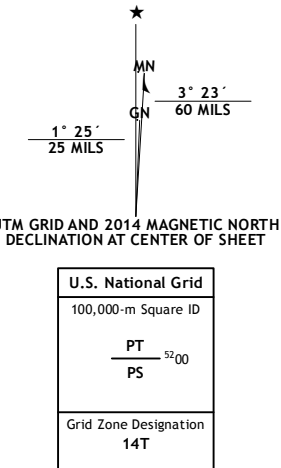 ★
MN
3° 23´
60 MILS
GN
1° 25´
25 MILS
UTM GRID AND 2014 MAGNETIC NORTH
DECLINATION AT CENTER OF SHEET
U.S. National Grid
100,000-m Square ID
PT
5200
PS
Grid Zone Designation
14T